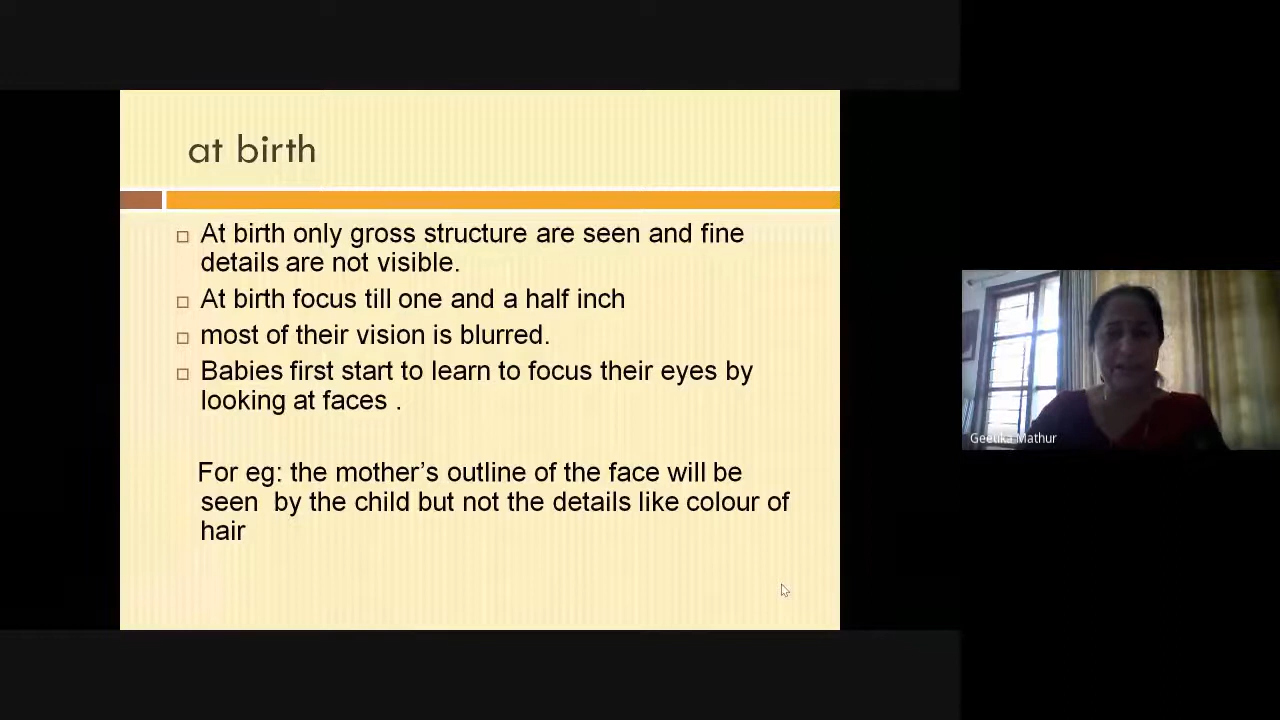 at birth
At birth only gross structure are seen and fine
details are not visible.
At birth focus till one and a half inch
most of their vision is blurred.
Babies first start to learn to focus their eyes by
looking at faces .
For eg: the mother’s outline of the face will be
seen  by the child but not the details like colour of
hair
Geetika Mathur